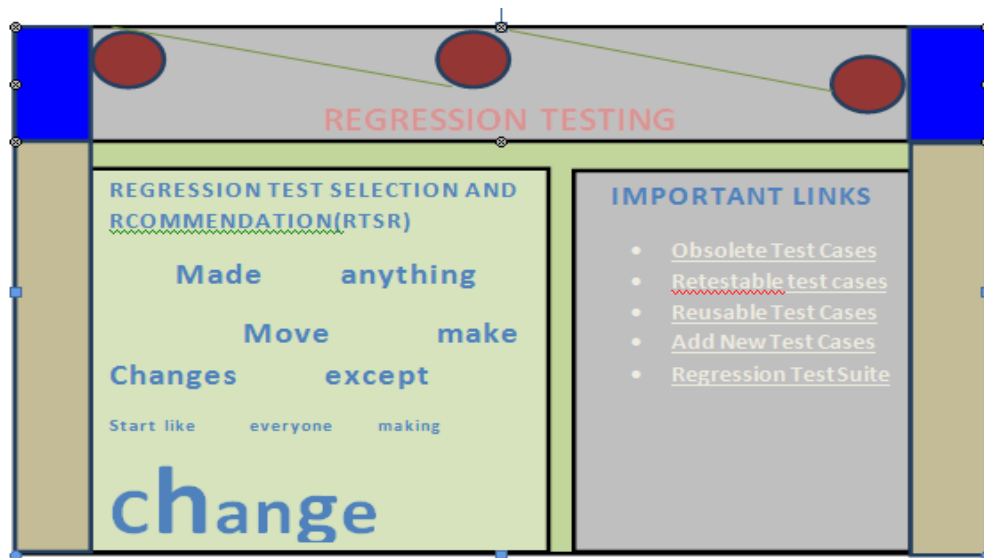 REGRESSION TESTING
REGRESSION TEST SELECTION AND
RCOMMENDATION(RTSR)
Made anything
Move make
Changes except
Start like everyone making
change
IMPORTANT LINKS
• Obsolete Test Cases
• Retestable test cases
• Reusable Test Cases
• Add New Test Cases
• Regression Test Suite